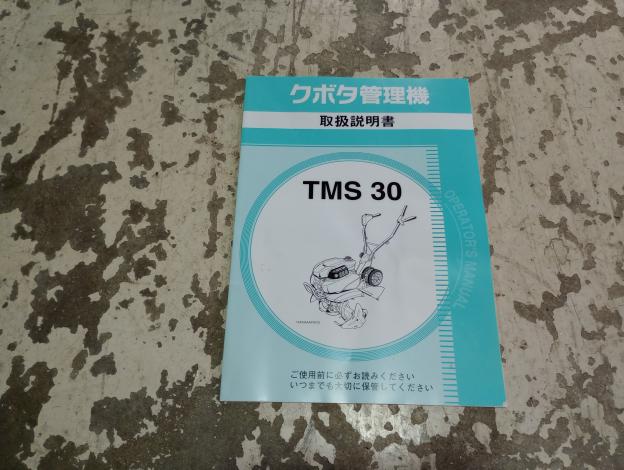 クボタ管理機
取扱説明書
TMS 30
OPERATOR'S MANUAL
ご使用前に必ずお読みください
いつまでも大切に保管してください